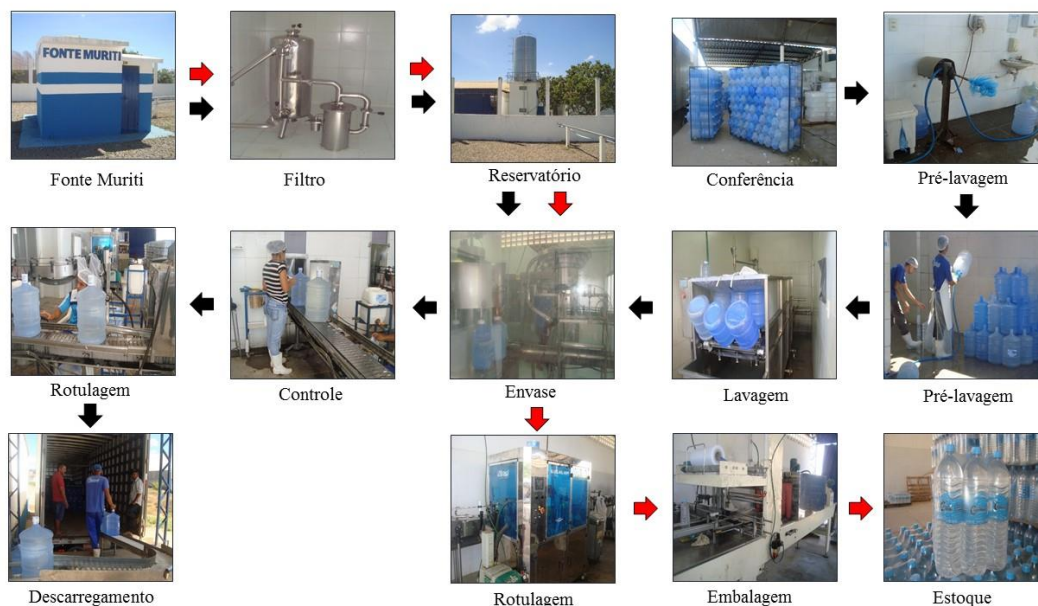 FONTE MURITI
Fonte Muriti
Filtro
Reservatório
Conferência
Pré-lavagem
Rotulagem
Controle
Envase
Lavagem
Pré-lavagem
Descarregamento
Rotulagem
Embalagem
Estoque